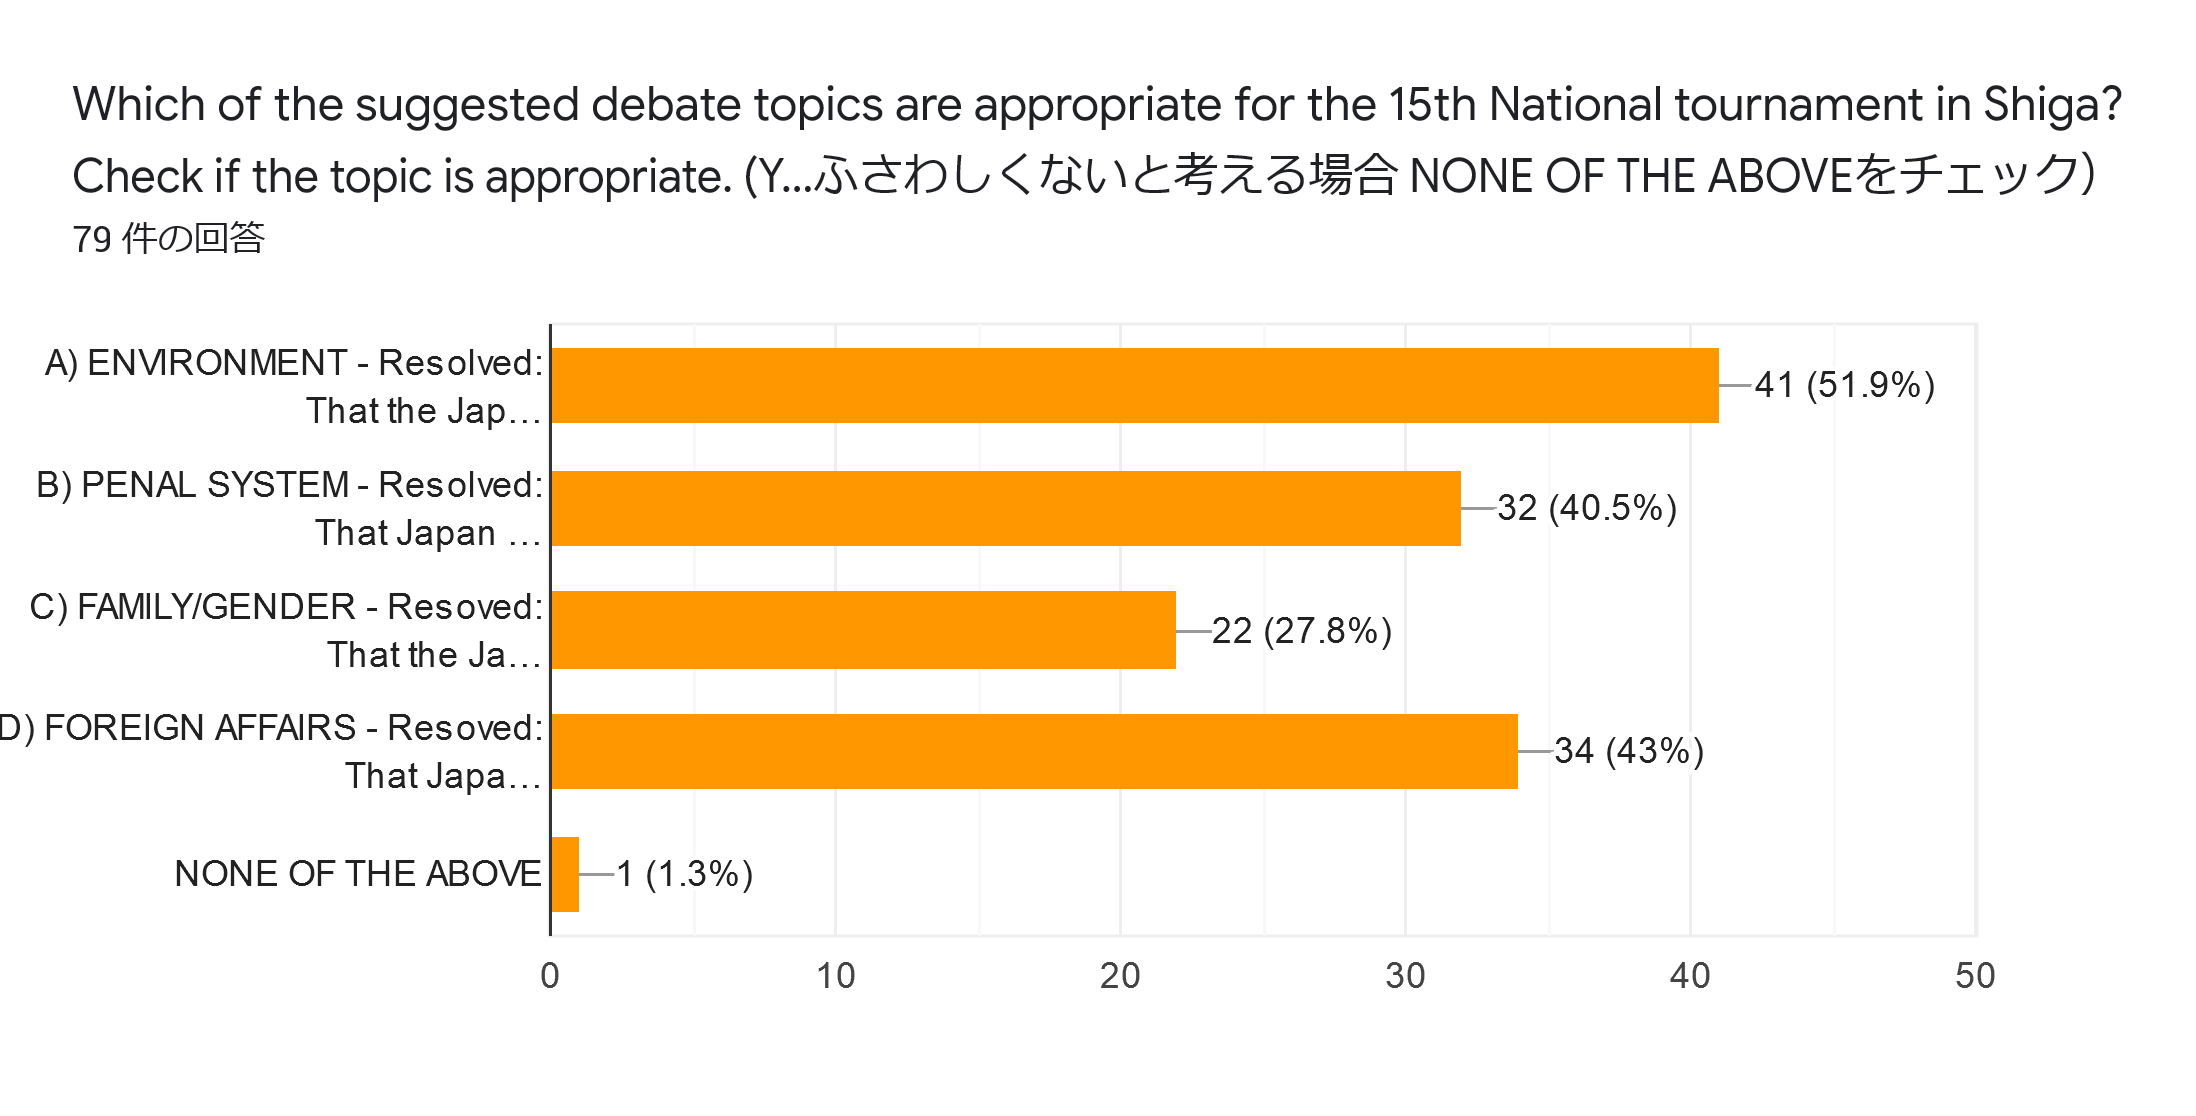 Which of the suggested debate topics are appropriate for the 15th National tournament in Shiga?
Check if the topic is appropriate. (Y...ふさわしくないと考える場合 NONE OF THE ABOVEをチェック）
79 件の回答
A) ENVIRONMENT - Resolved:
That the Jap…
41 (51.9%)
B) PENAL SYSTEM - Resolved:
That Japan …
32 (40.5%)
C) FAMILY/GENDER - Resoved:
That the Ja…
22 (27.8%)
D) FOREIGN AFFAIRS - Resoved:
That Japa…
34 (43%)
NONE OF THE ABOVE
1 (1.3%)
0 10 20 30 40 50